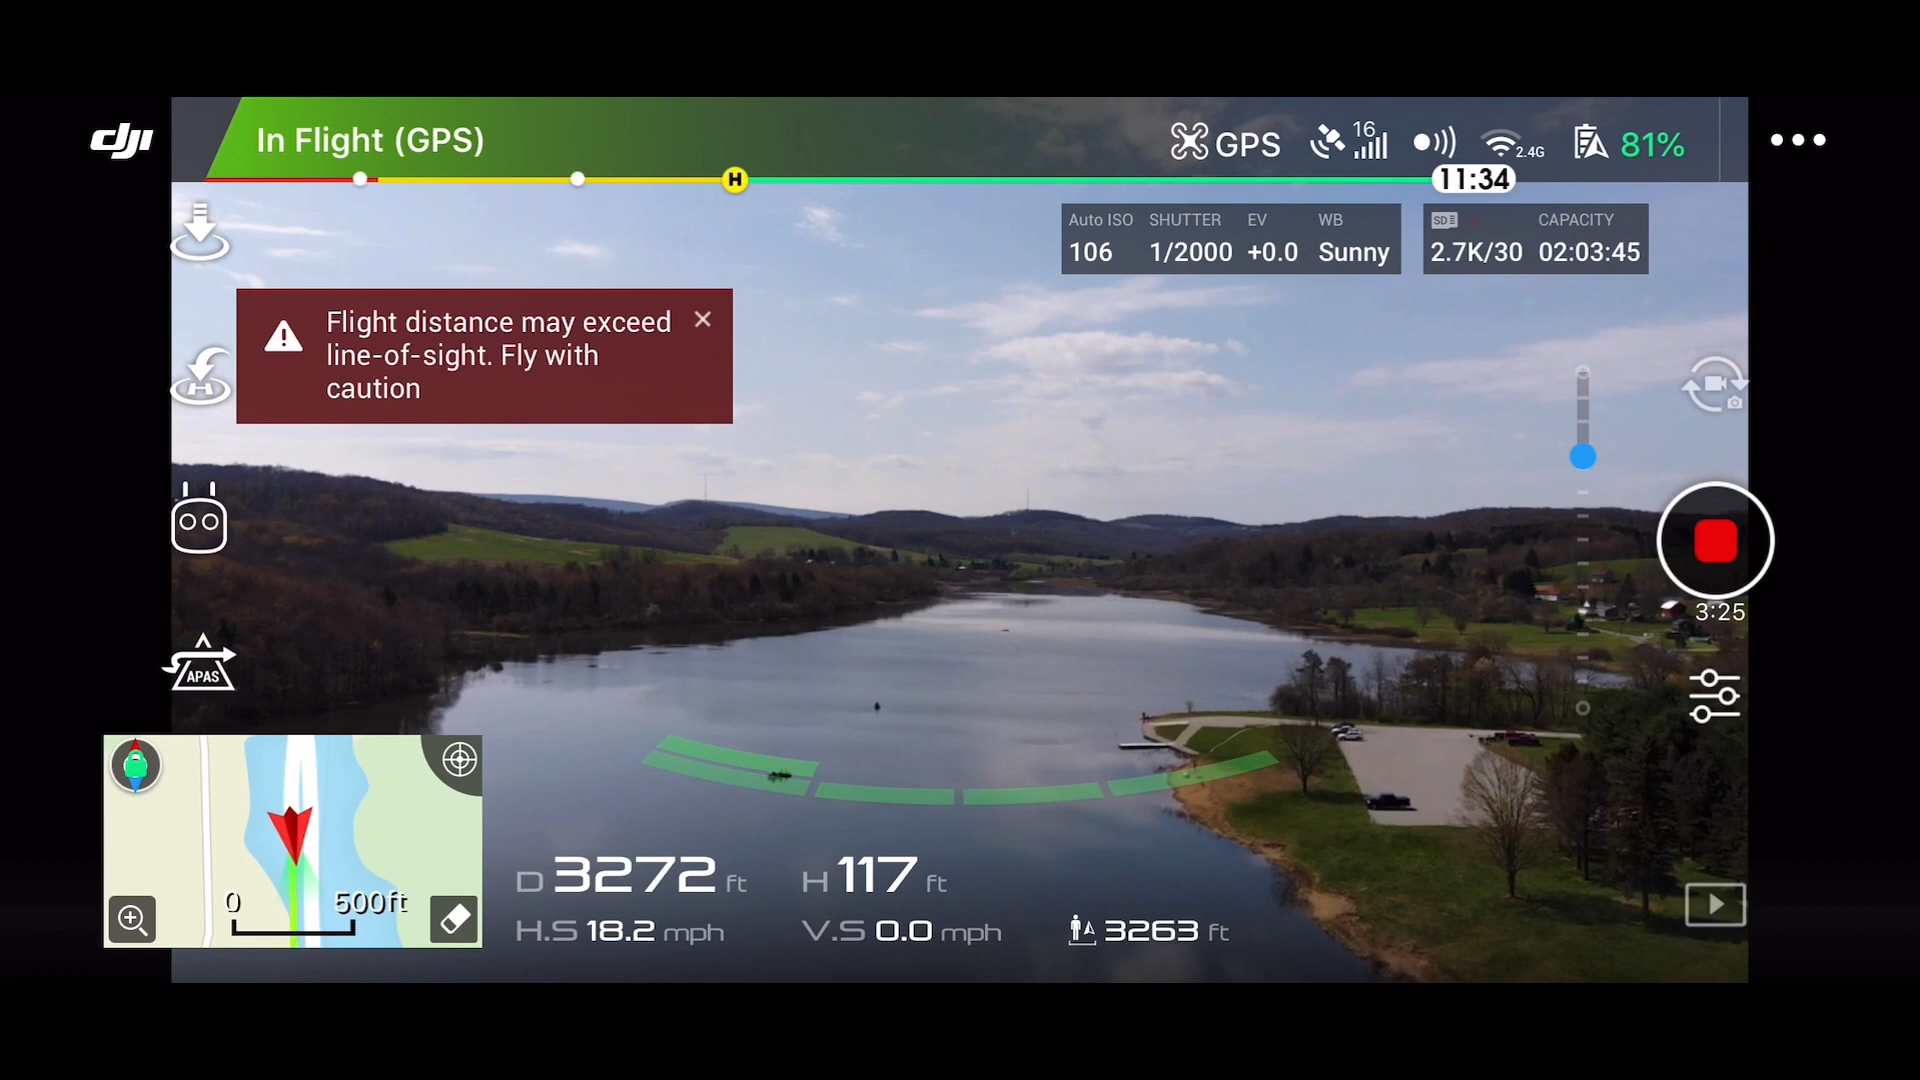 dji
In Flight (GPS)
GPS
16
2.4G
81%
H
11:34
Auto ISO SHUTTER EV WB
106 1/2000 +0.0 Sunny
SD CAPACITY
2.7K/30 02:03:45
Flight distance may exceed
line-of-sight. Fly with
caution
H
APAS
3:25
0 500ft
D 3272 ft H 117 ft
H.S 18.2 mph V.S 0.0 mph 3263 ft